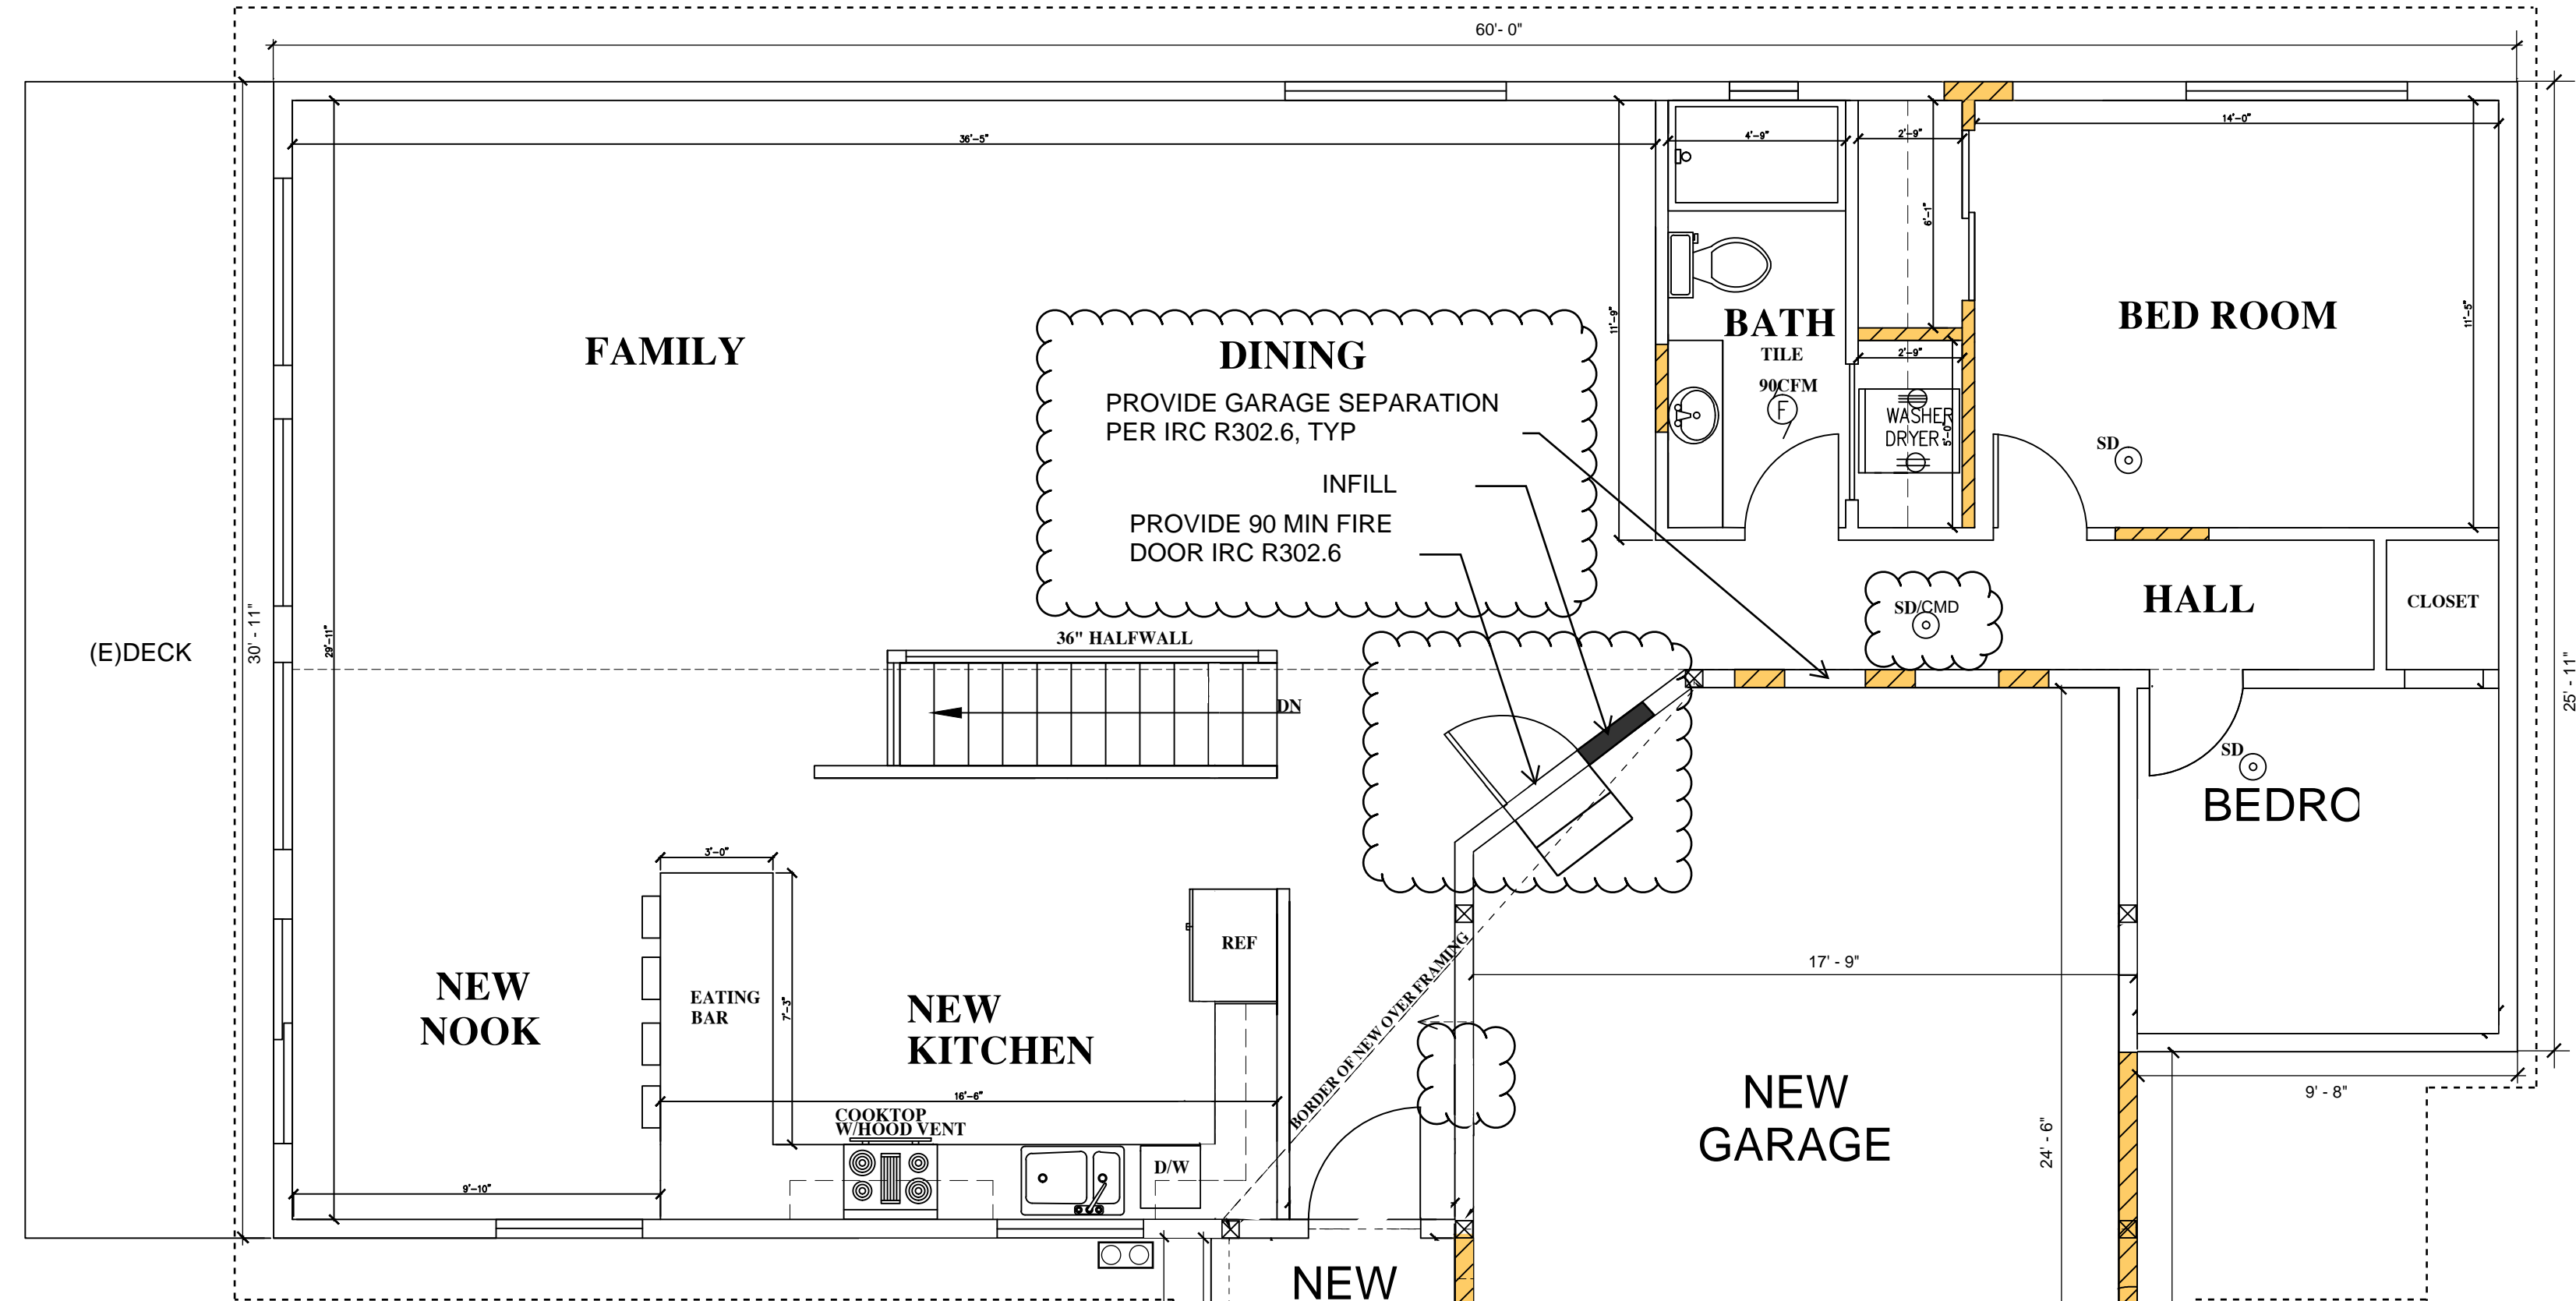 60'- 0"
36'-5"
4'-9"
2'-9"
14'-0"
6'-1"
11'-9"
11'-5"
FAMILY
DINING
PROVIDE GARAGE SEPARATION
PER IRC R302.6, TYP
INFILL
PROVIDE 90 MIN FIRE
DOOR IRC R302.6
BATH
TILE
90CFM
F
2'-9"
WASHER
DRYER
5'-0"
BED ROOM
SD
HALL
CLOSET
SD/CMD
(E)DECK
30' - 11"
29'-11"
36" HALFWALL
DN
25' - 11"
SD
BEDRO
3'-0"
7'-3"
REF
EATING
BAR
NEW
NOOK
NEW
KITCHEN
BORDER OF NEW OVER FRAMING
17' - 9"
24' - 6"
NEW
GARAGE
9' - 8"
16'-6"
COOKTOP
W/HOOD VENT
D/W
9'-10"
NEW